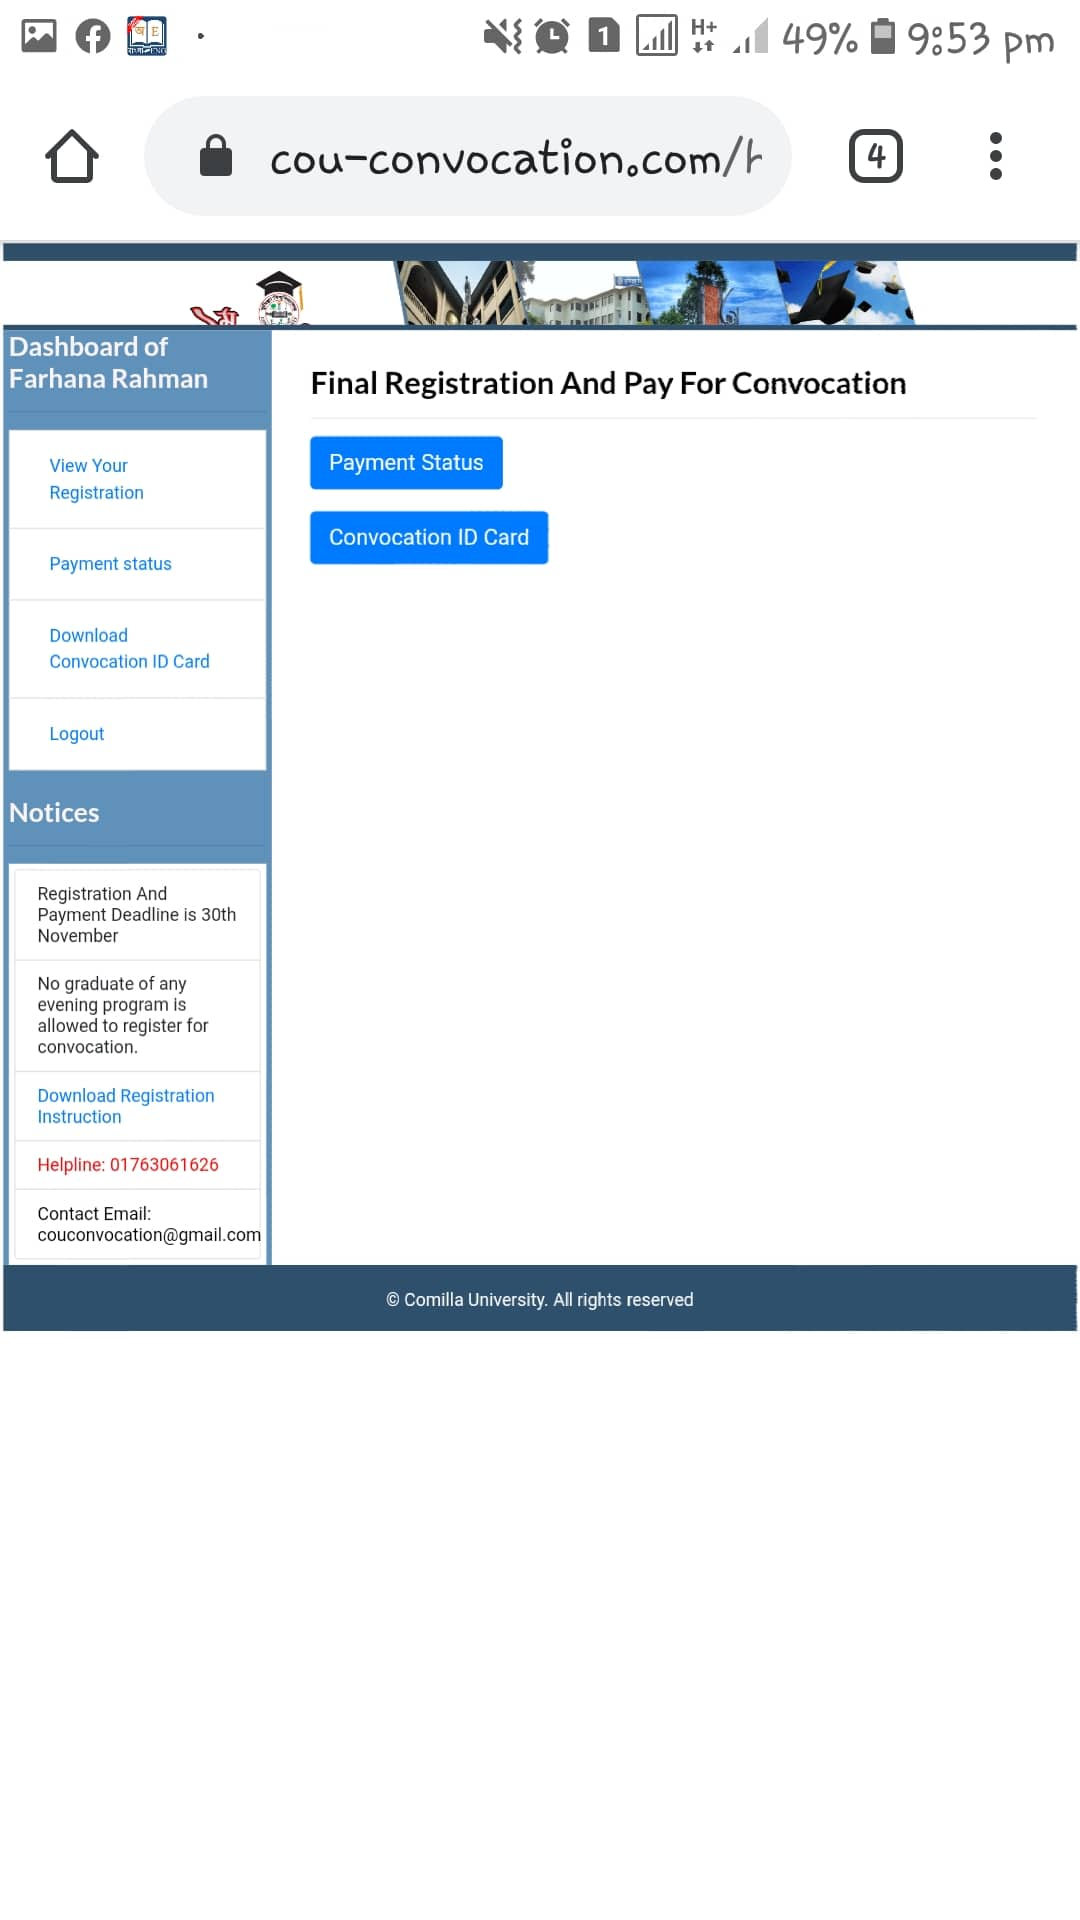 1
H+
49%
9:53 pm
cou-convocation.com/h
4
Dashboard of
Farhana Rahman
Final Registration And Pay For Convocation
View Your
Registration
Payment Status
Convocation ID Card
Payment status
Download
Convocation ID Card
Logout
Notices
Registration And
Payment Deadline is 30th
November
No graduate of any
evening program is
allowed to register for
convocation.
Download Registration
Instruction
Helpline: 01763061626
Contact Email:
couconvocation@gmail.com
© Comilla University. All rights reserved